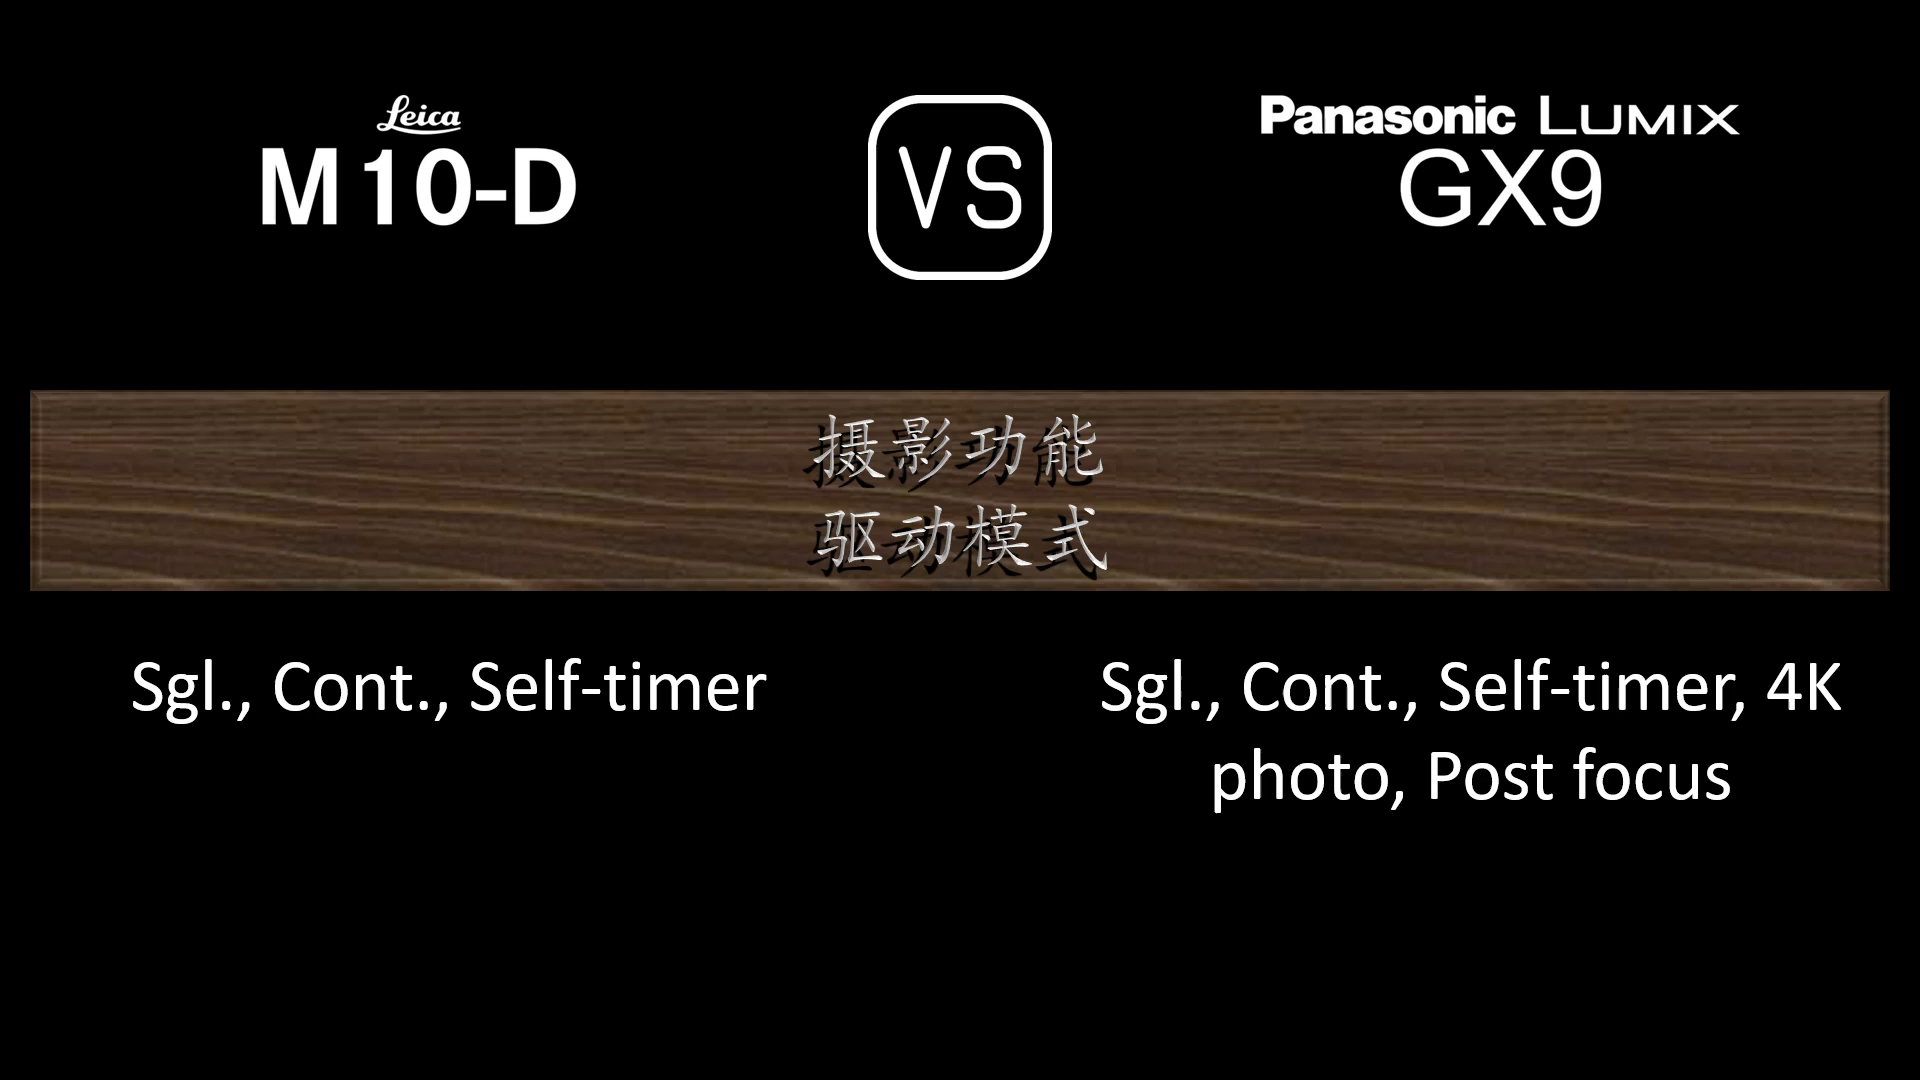 Leica
M10-D
VS
Panasonic LUMIX
GX9
摄影功能
驱动模式
Sgl., Cont., Self-timer
Sgl., Cont., Self-timer, 4K
photo, Post focus